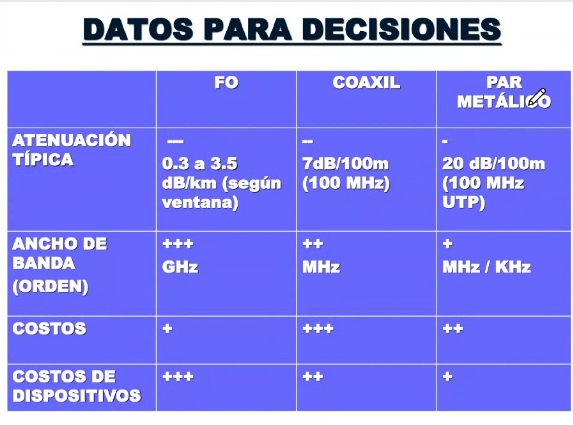 DATOS PARA DECISIONES
FO
COAXIL
PAR
METÁLICO
ATENUACIÓN
TÍPICA
---
0.3 a 3.5
dB/km (según
ventana)
--
7dB/100m
(100 MHz)
-
20 dB/100m
(100 MHz
UTP)
ANCHO DE
BANDA
(ORDEN)
+++
GHz
++
MHz
+
MHz / KHz
COSTOS
+
+++
++
COSTOS DE
DISPOSITIVOS
+++
++
+